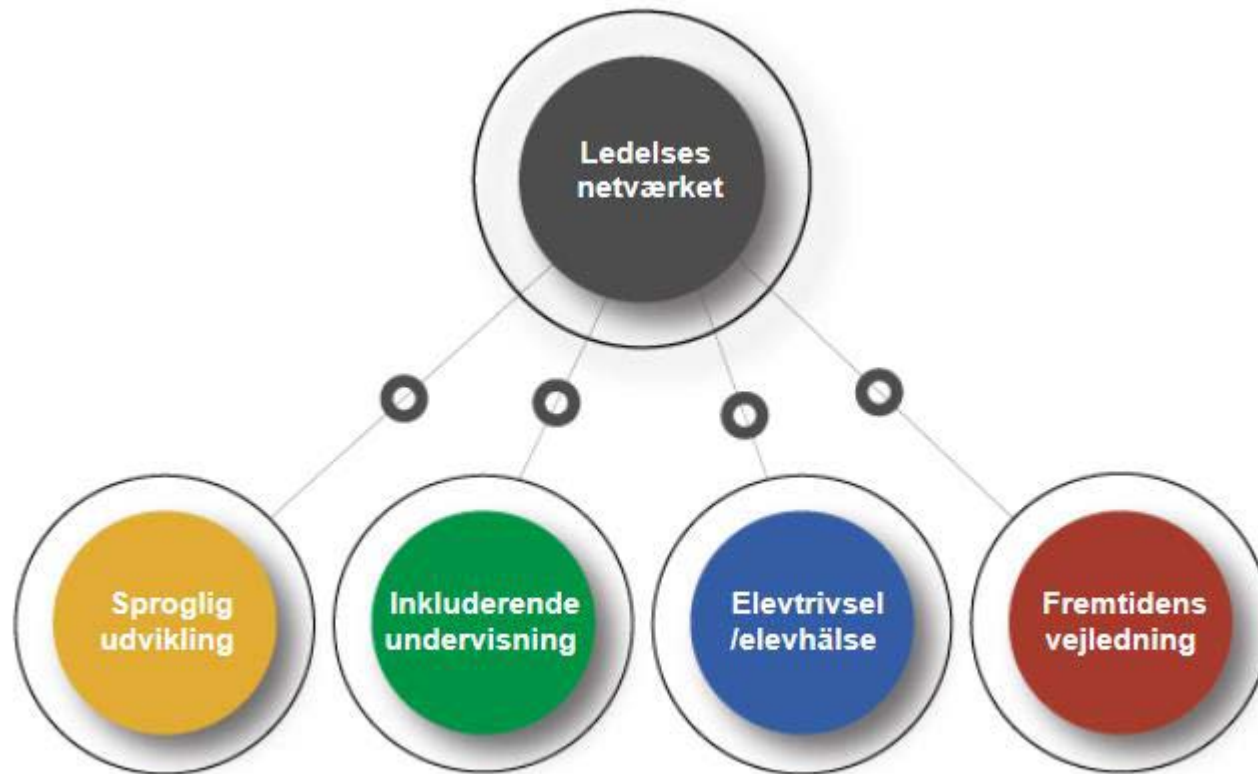 Ledelses
netværket
Sproglig
udvikling
Inkluderende
undervisning
Elevtrivsel
/elevhälse
Fremtidens
vejledning